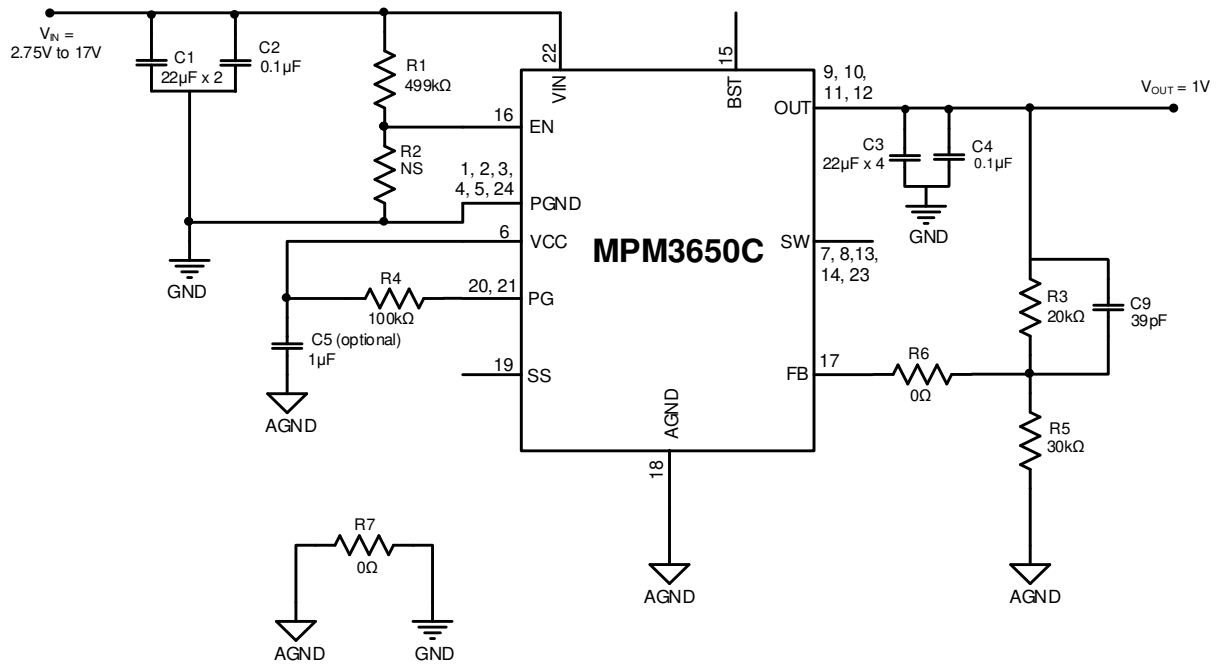 V_IN =
2.75V to 17V
C1
22µF x 2
C2
0.1µF
R1
499kΩ
R2
NS
22
VIN
15
BST
9, 10,
11, 12
OUT
V_OUT = 1V
16
EN
1, 2, 3,
4, 5, 24
PGND
C3
22µF x 4
C4
0.1µF
GND
6
VCC
MPM3650C
SW
7, 8,13,
14, 23
GND
R4
100kΩ
20, 21
PG
R3
20kΩ
C9
39pF
C5 (optional)
1µF
19
SS
AGND
17
FB
R6
0Ω
AGND
18
R5
30kΩ
R7
0Ω
AGND
AGND
AGND
GND